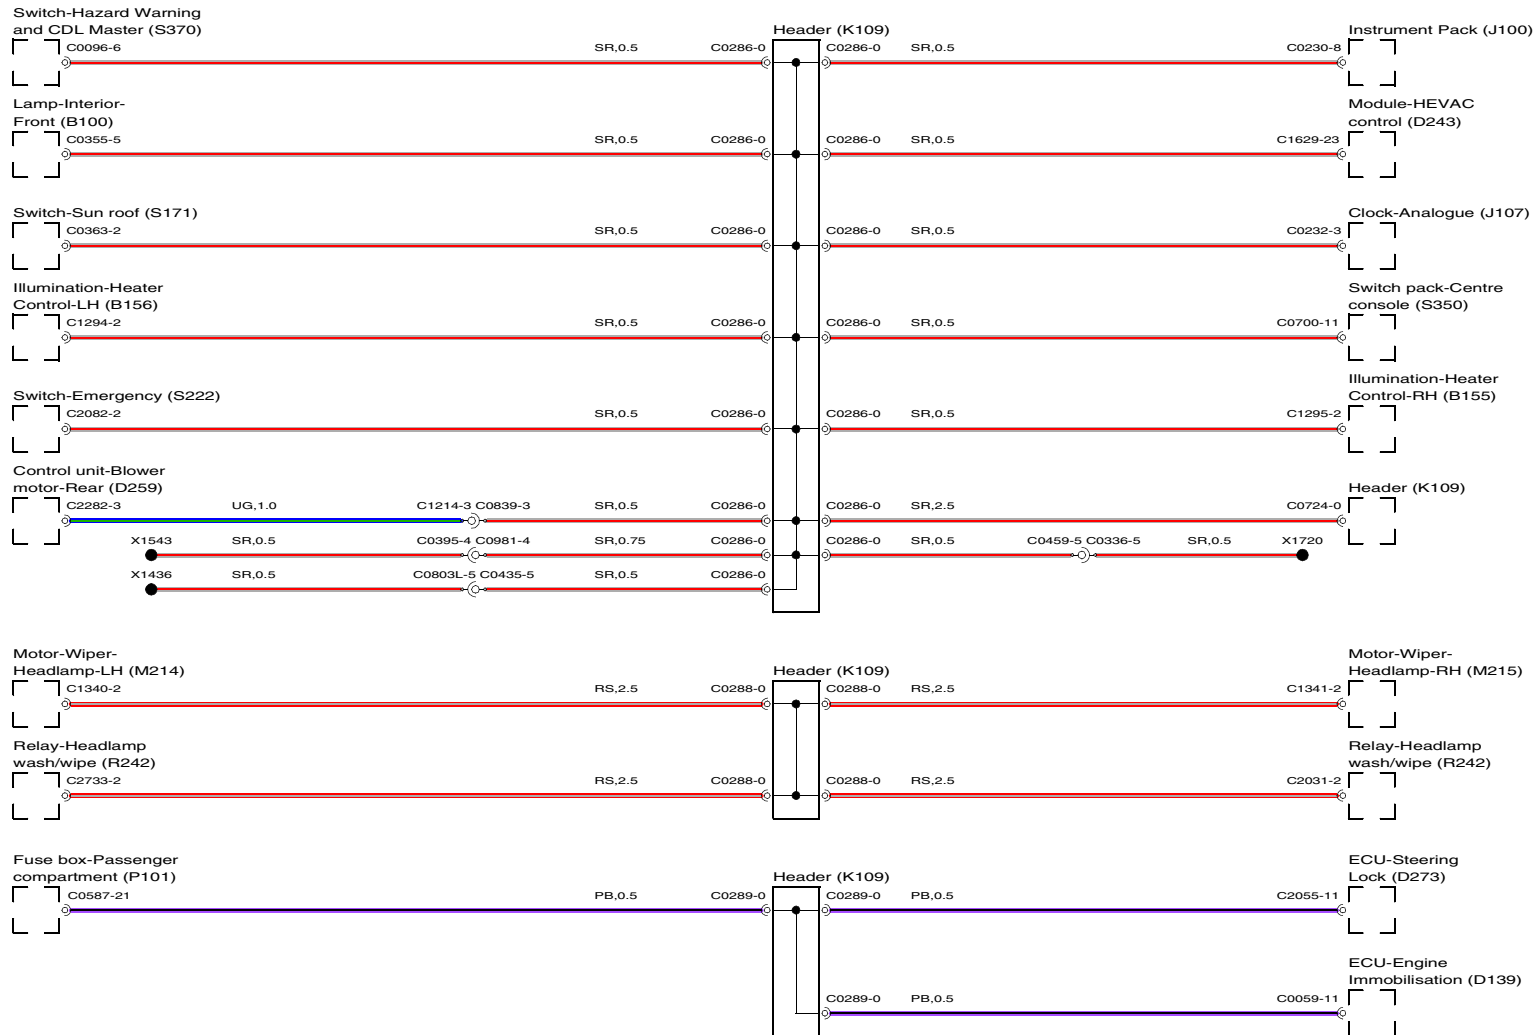 Switch-Hazard Warning
and CDL Master (S370)
Header (K109)
Instrument Pack (J100)
C0096-6 SR,0.5 C0286-0 C0286-0 SR,0.5 C0230-8
Lamp-Interior-
Front (B100)
Module-HEVAC
control (D243)
C0355-5 SR,0.5 C0286-0 C0286-0 SR,0.5 C1629-23
Switch-Sun roof (S171)
Clock-Analogue (J107)
C0363-2 SR,0.5 C0286-0 C0286-0 SR,0.5 C0232-3
Illumination-Heater
Control-LH (B156)
Switch pack-Centre
console (S350)
C1294-2 SR,0.5 C0286-0 C0286-0 SR,0.5 C0700-11
Switch-Emergency (S222)
Illumination-Heater
Control-RH (B155)
C2082-2 SR,0.5 C0286-0 C0286-0 SR,0.5 C1295-2
Control unit-Blower
motor-Rear (D259)
Header (K109)
C2282-3 UG,1.0 C1214-3 C0839-3 SR,0.5 C0286-0 C0286-0 SR,2.5 C0724-0
X1543 SR,0.5 C0395-4 C0981-4 SR,0.75 C0286-0 C0286-0 SR,0.5 C0459-5 C0336-5 SR,0.5 X1720
X1436 SR,0.5 C0803L-5 C0435-5 SR,0.5 C0286-0
Motor-Wiper-
Headlamp-LH (M214)
Header (K109)
Motor-Wiper-
Headlamp-RH (M215)
C1340-2 RS,2.5 C0288-0 C0288-0 RS,2.5 C1341-2
Relay-Headlamp
wash/wipe (R242)
Relay-Headlamp
wash/wipe (R242)
C2733-2 RS,2.5 C0288-0 C0288-0 RS,2.5 C2031-2
Fuse box-Passenger
compartment (P101)
Header (K109)
ECU-Steering
Lock (D273)
C0587-21 PB,0.5 C0289-0 C0289-0 PB,0.5 C2055-11
ECU-Engine
Immobilisation (D139)
C0289-0 PB,0.5 C0059-11